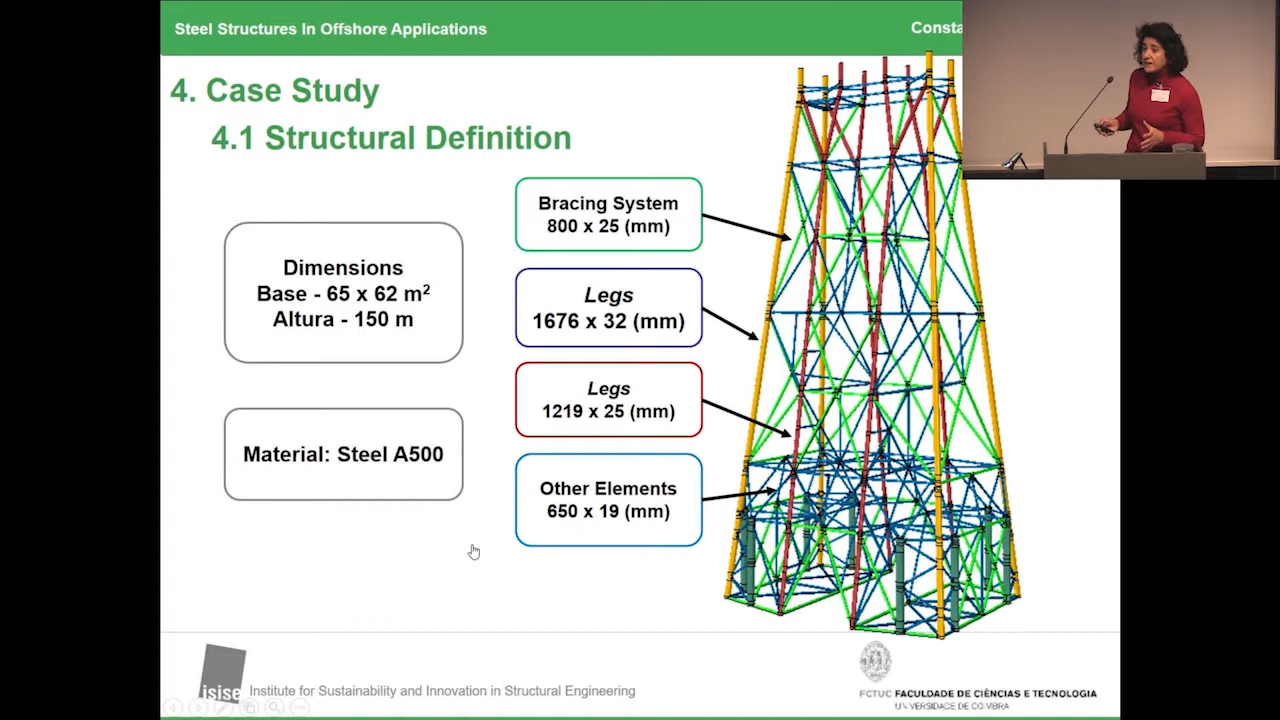 Steel Structures In Offshore Applications
Consta
4. Case Study
4.1 Structural Definition
Bracing System
800 x 25 (mm)
Dimensions
Base - 65 x 62 m²
Altura - 150 m
Legs
1676 x 32 (mm)
Legs
1219 x 25 (mm)
Material: Steel A500
Other Elements
650 x 19 (mm)
isise
Institute for Sustainability and Innovation in Structural Engineering
FCTUC FACULDADE DE CIÊNCIAS E TECNOLOGIA
UNIVERSIDADE DE COIMBRA